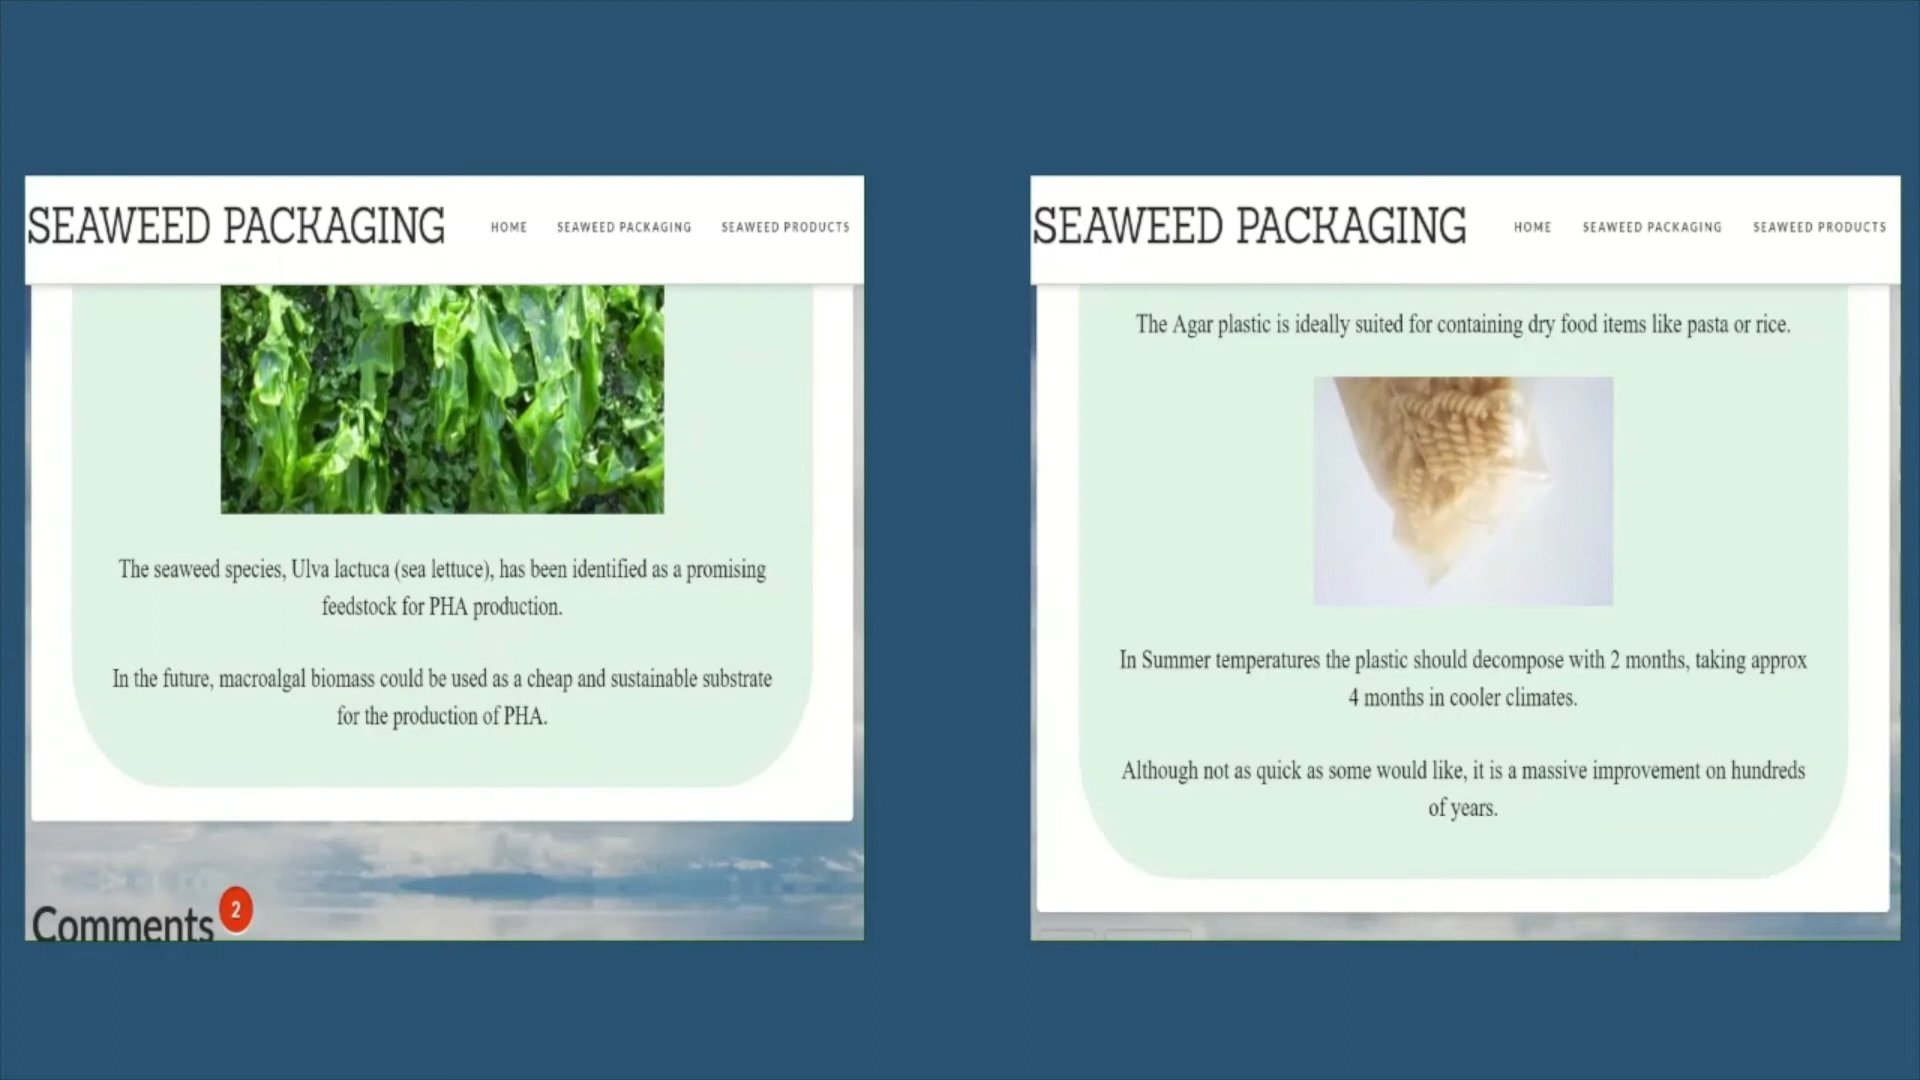 SEAWEED PACKAGING
HOME SEAWEED PACKAGING SEAWEED PRODUCTS
The seaweed species, Ulva lactuca (sea lettuce), has been identified as a promising
feedstock for PHA production.
In the future, macroalgal biomass could be used as a cheap and sustainable substrate
for the production of PHA.
Comments 2
SEAWEED PACKAGING
HOME SEAWEED PACKAGING SEAWEED PRODUCTS
The Agar plastic is ideally suited for containing dry food items like pasta or rice.
In Summer temperatures the plastic should decompose with 2 months, taking approx
4 months in cooler climates.
Although not as quick as some would like, it is a massive improvement on hundreds
of years.